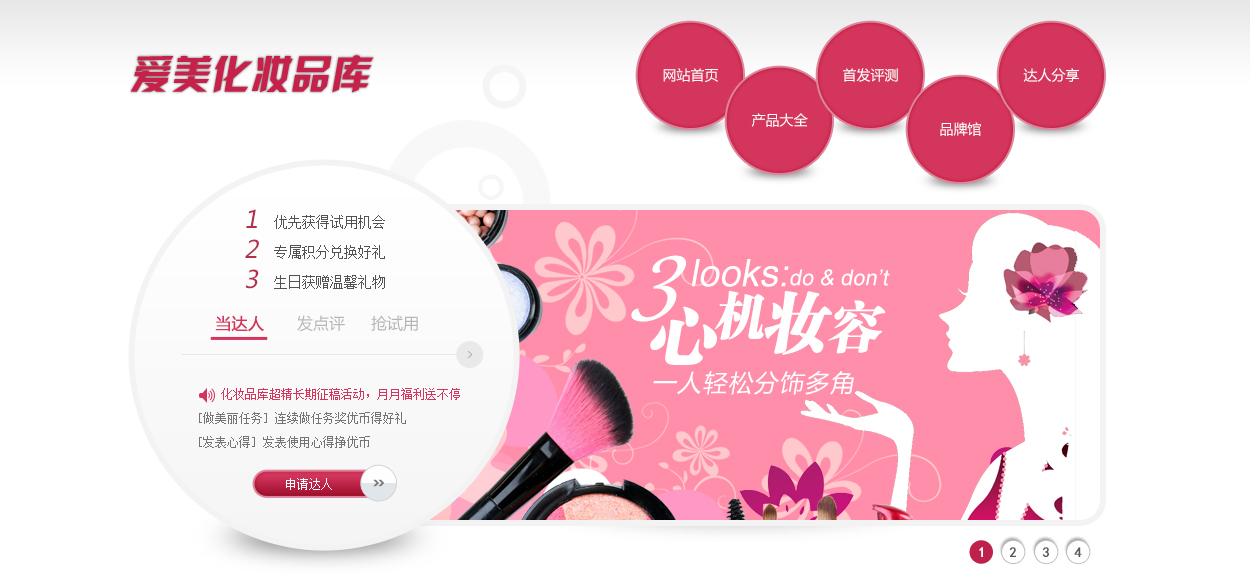 爱美化妆品库
网站首页
产品大全
首发评测
品牌馆
达人分享
1 优先获得试用机会
2 专属积分兑换好礼
3 生日获赠温馨礼物
当达人 发点评 抢试用
化妆品库超精长期征稿活动，月月福利送不停
[做美丽任务] 连续做任务奖优币得好礼
[发表心得] 发表使用心得挣优币
申请达人
3 looks: do & don't
心机妆容
一人轻松分饰多角
1 2 3 4